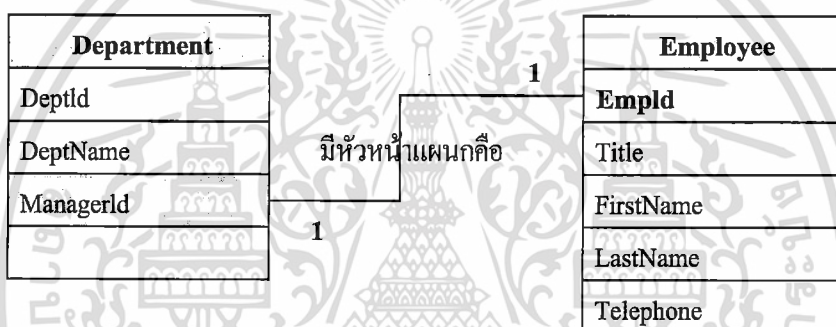 Department
DeptId
DeptName
ManagerId
1
มีหัวหน้าแผนกคือ
1
Employee
EmpId
Title
FirstName
LastName
Telephone